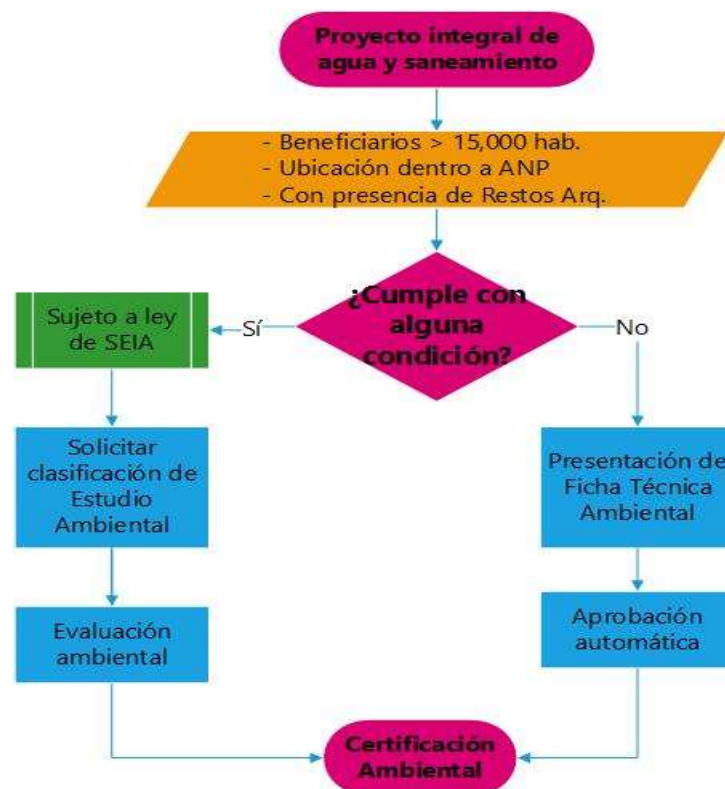 Proyecto integral de
agua y saneamiento
- Beneficiarios > 15,000 hab.
- Ubicación dentro a ANP
- Con presencia de Restos Arq.
¿Cumple con
alguna
condición?
Sí
No
Sujeto a ley
de SEIA
Solicitar
clasificación de
Estudio
Ambiental
Evaluación
ambiental
Presentación de
Ficha Técnica
Ambiental
Aprobación
automática
Certificación
Ambiental